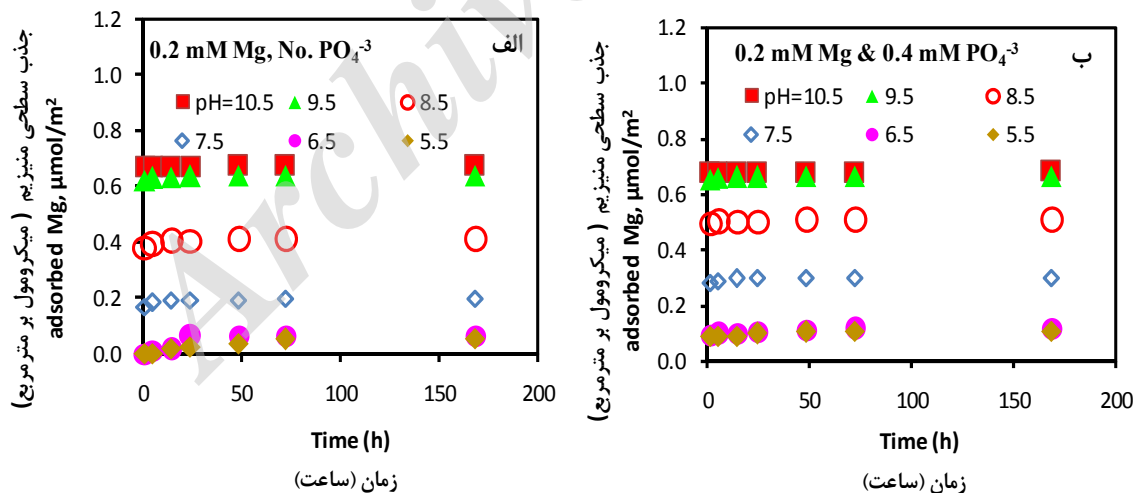 جذب سطحی منیزیم ( میکرومول بر مترمربع)
adsorbed Mg, µmol/m²
1.2
1.0
0.8
0.6
0.4
0.2
0.0
0.2 mM Mg, No. PO₄⁻³
الف
pH=10.5 9.5 8.5
7.5 6.5 5.5
0 50 100 150 200
Time (h)
زمان (ساعت)
جذب سطحی منیزیم ( میکرومول بر مترمربع)
adsorbed Mg, µmol/m²
1.2
1.0
0.8
0.6
0.4
0.2
0.0
0.2 mM Mg & 0.4 mM PO₄⁻³
ب
pH=10.5 9.5 8.5
7.5 6.5 5.5
0 50 100 150 200
Time (h)
زمان (ساعت)
Archiv